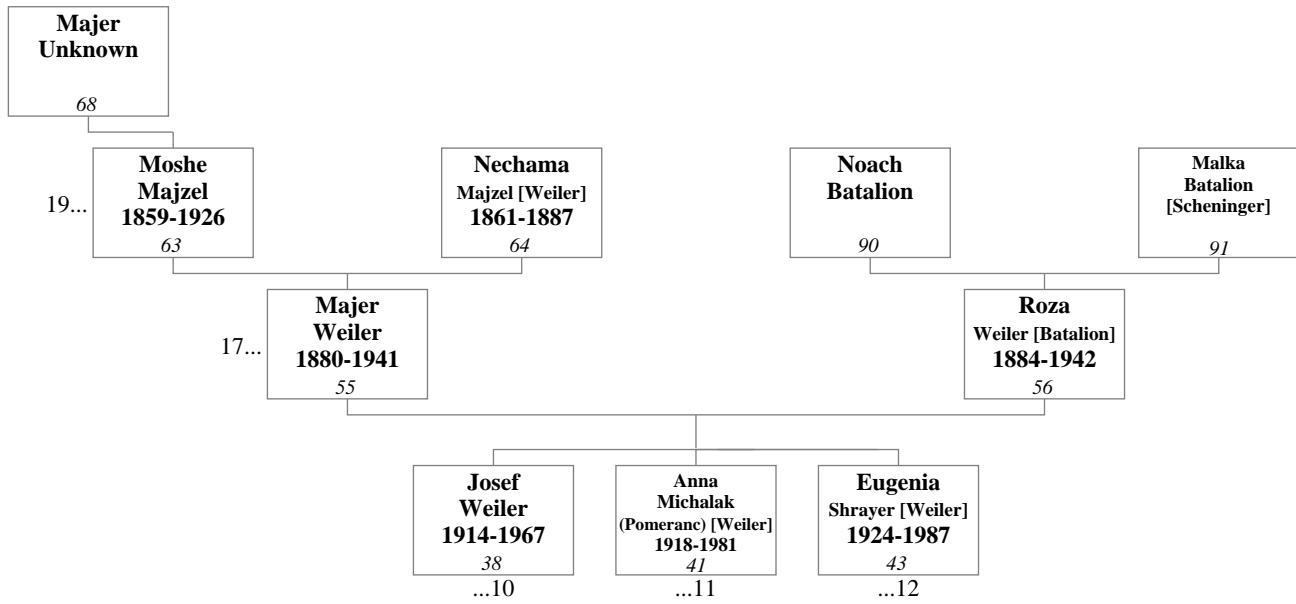 Majer
Unknown
68
Moshe
Majzel
1859-1926
63
Nechama
Majzel [Weiler]
1861-1887
64
Noach
Batalion
90
Malka
Batalion
[Scheninger]
91
19...
Majer
Weiler
1880-1941
55
Roza
Weiler [Batalion]
1884-1942
56
17...
Josef
Weiler
1914-1967
38
...10
Anna
Michalak
(Pomeranc) [Weiler]
1918-1981
41
...11
Eugenia
Shrayer [Weiler]
1924-1987
43
...12